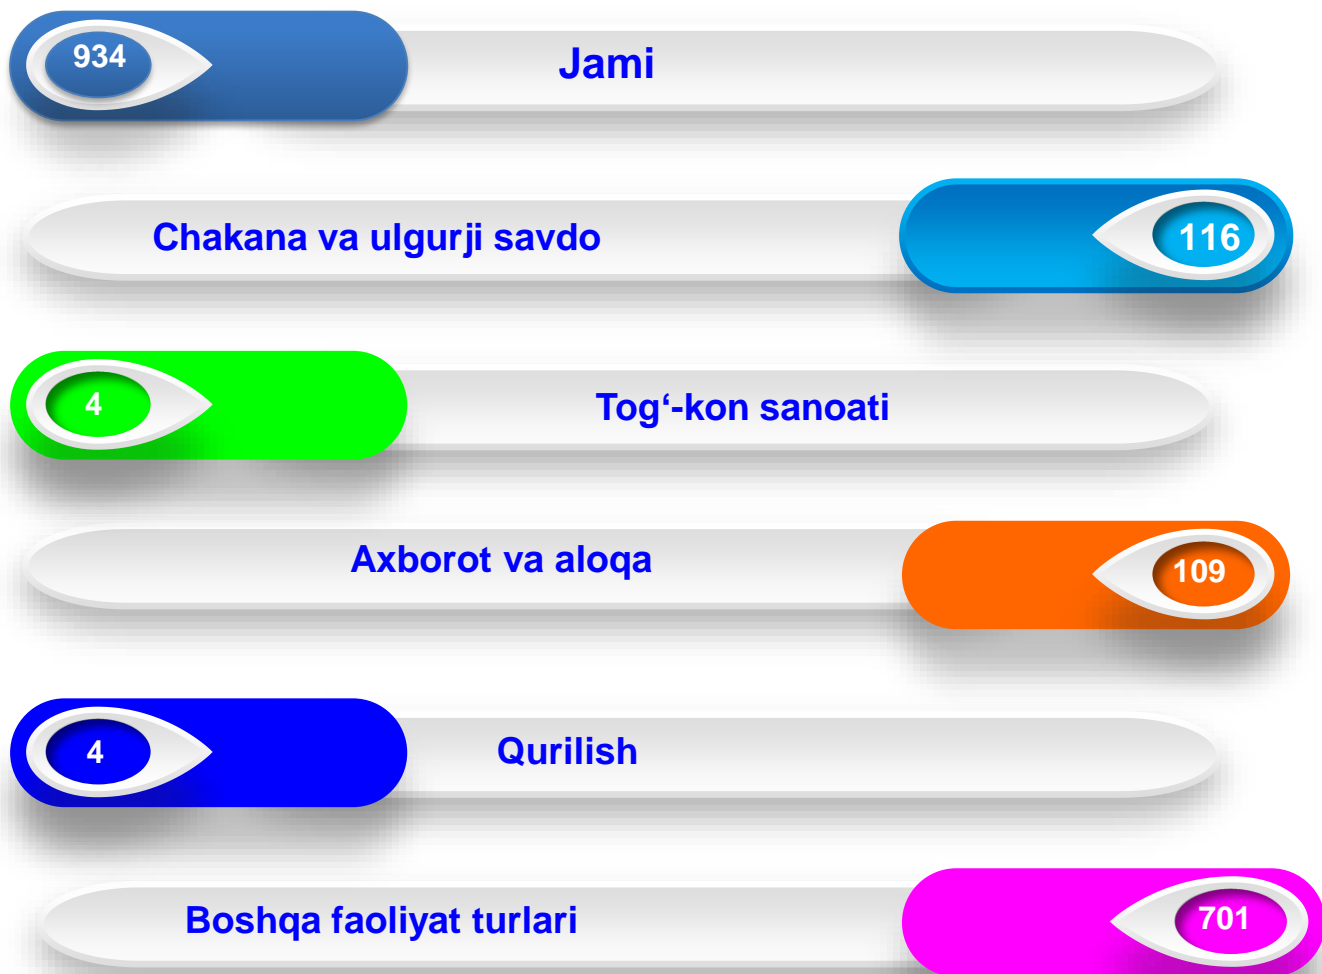 934 Jami
Chakana va ulgurji savdo 116
4 Tog‘-kon sanoati
Axborot va aloqa 109
4 Qurilish
Boshqa faoliyat turlari 701